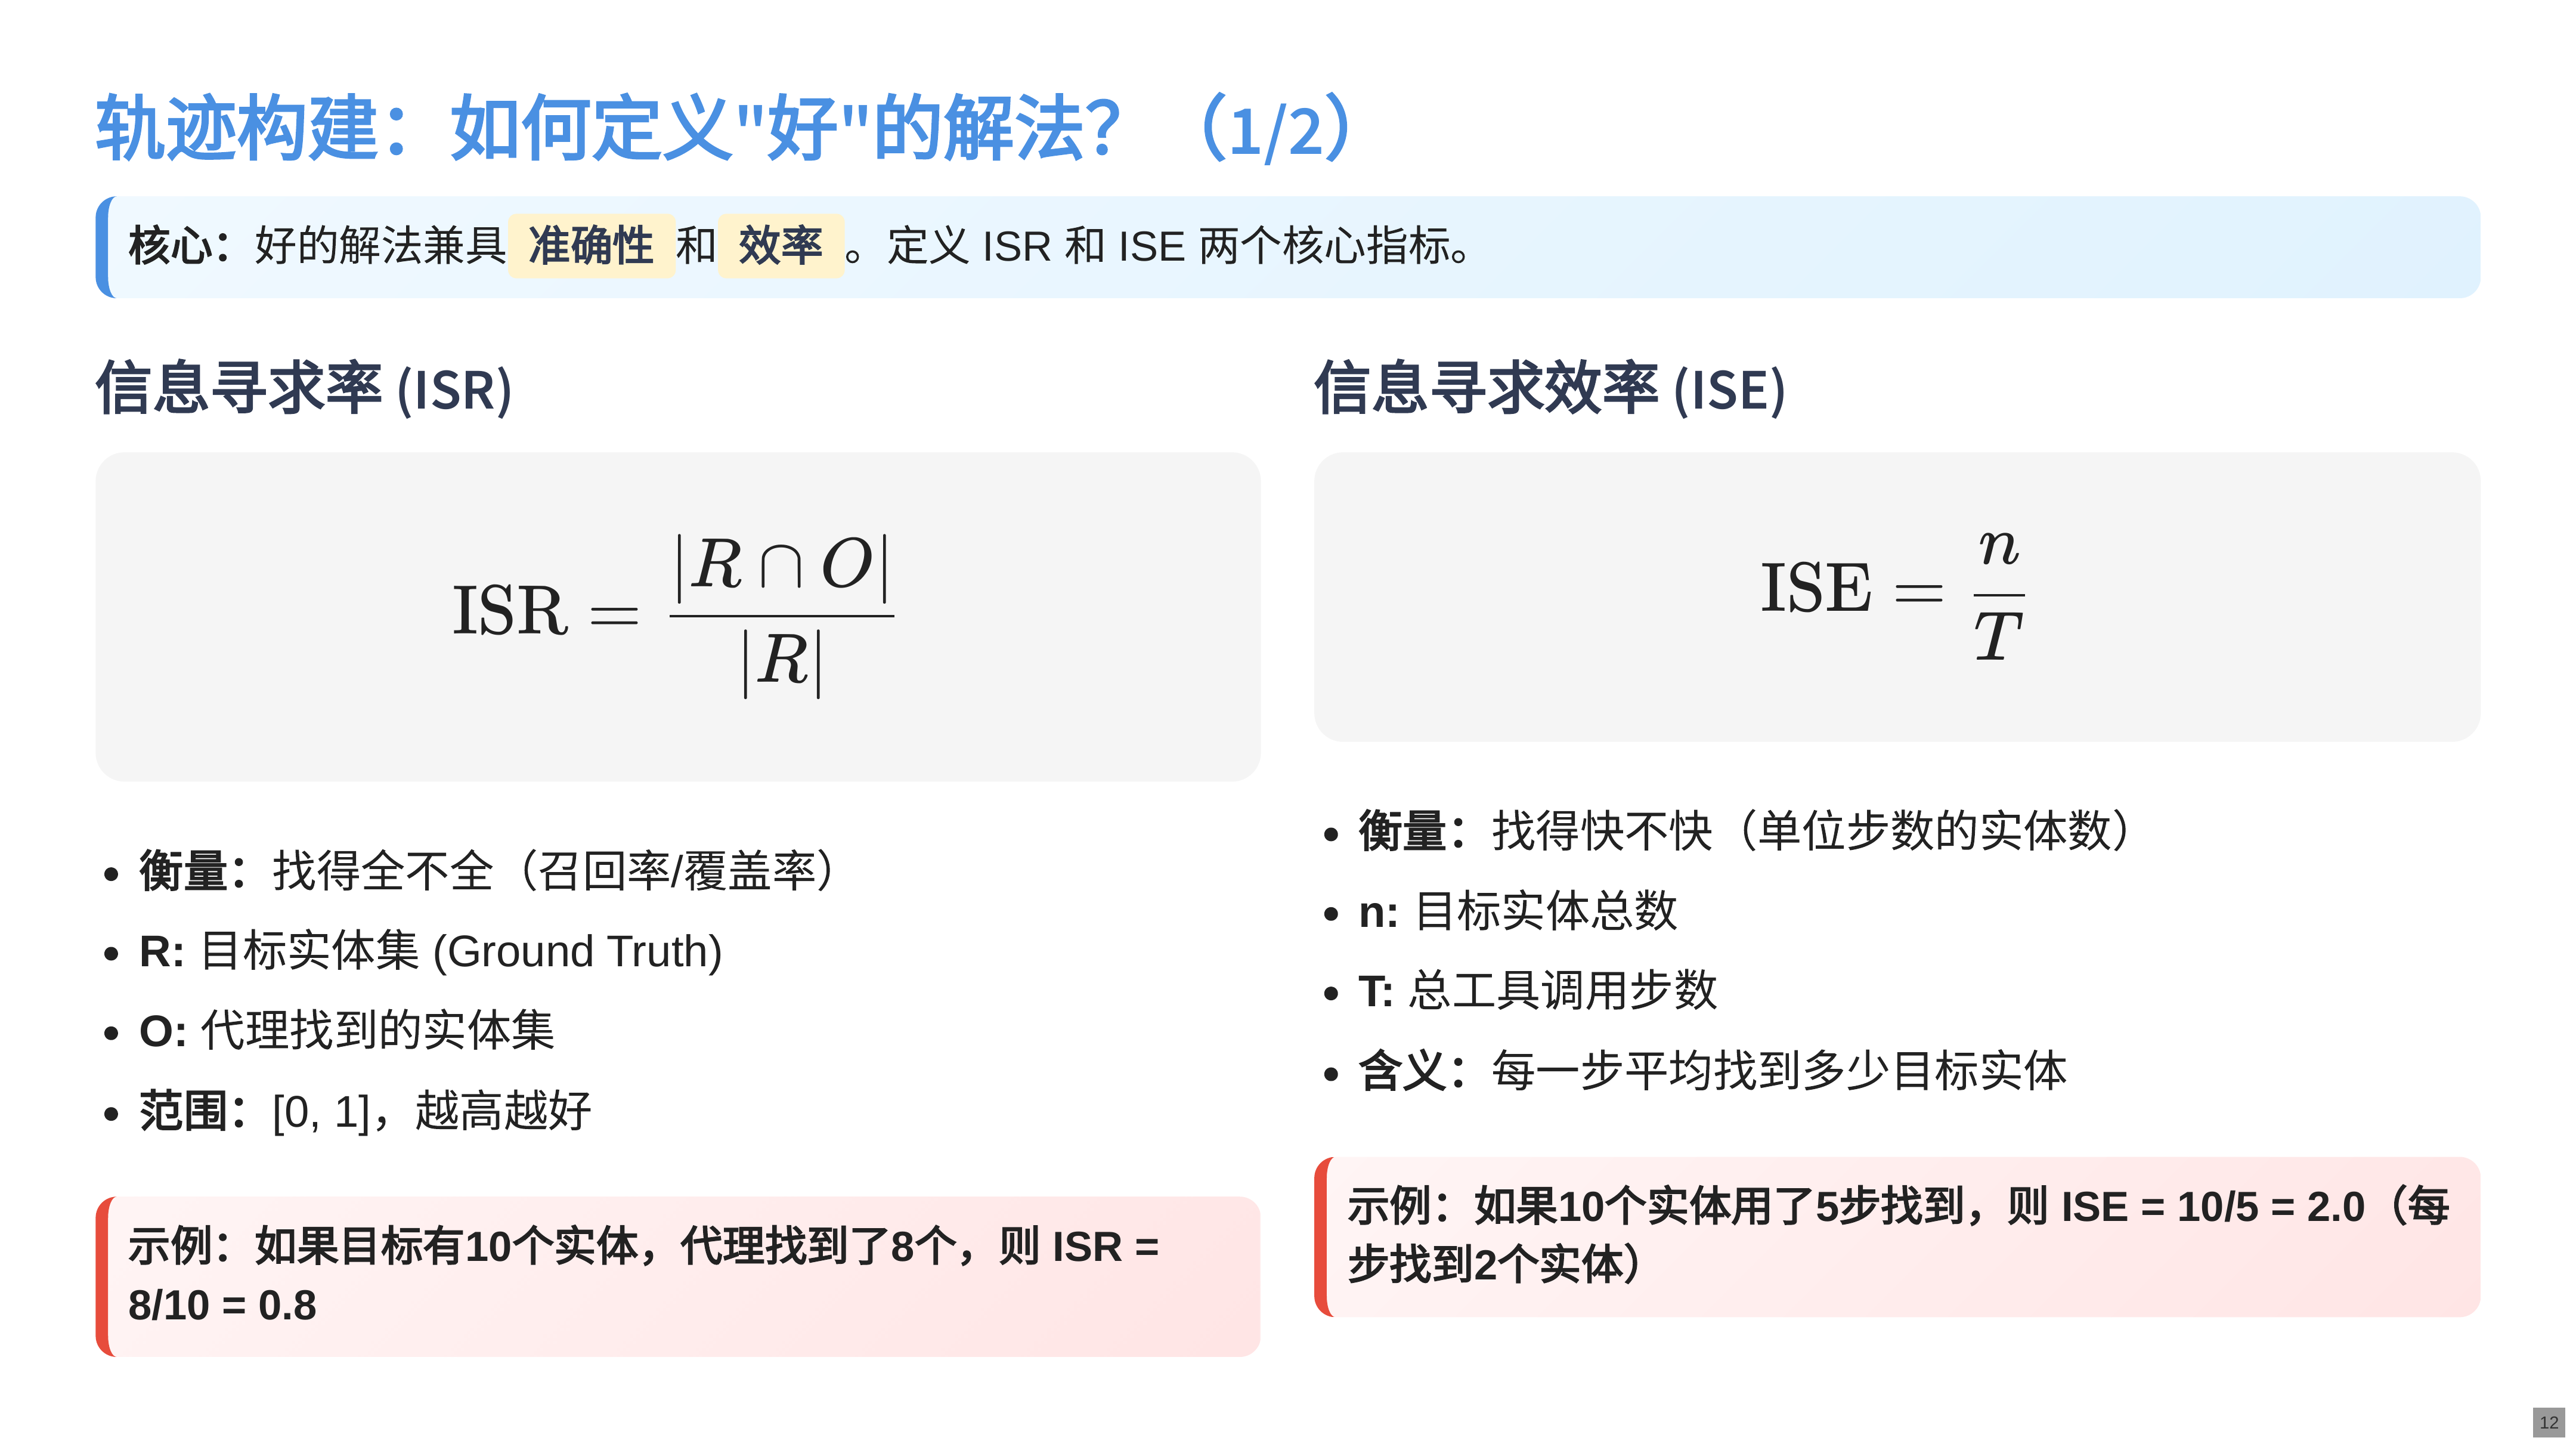 轨迹构建：如何定义"好"的解法？（1/2）
核心：好的解法兼具 准确性 和 效率 。定义 ISR 和 ISE 两个核心指标。
信息寻求率 (ISR)
ISR = |R ∩ O| / |R|
• 衡量：找得全不全（召回率/覆盖率）
• R: 目标实体集 (Ground Truth)
• O: 代理找到的实体集
• 范围：[0, 1]，越高越好
示例：如果目标有10个实体，代理找到了8个，则 ISR =
8/10 = 0.8
信息寻求效率 (ISE)
ISE = n / T
• 衡量：找得快不快（单位步数的实体数）
• n: 目标实体总数
• T: 总工具调用步数
• 含义：每一步平均找到多少目标实体
示例：如果10个实体用了5步找到，则 ISE = 10/5 = 2.0（每
步找到2个实体）
12